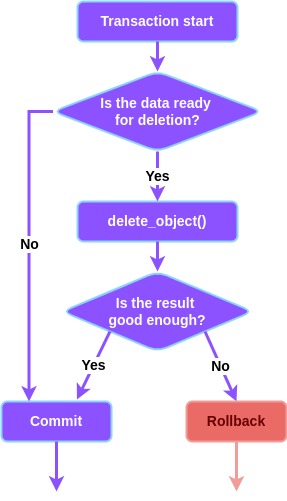 Transaction start
Is the data ready
for deletion?
Yes
delete_object()
No
Is the result
good enough?
Yes
No
Commit
Rollback